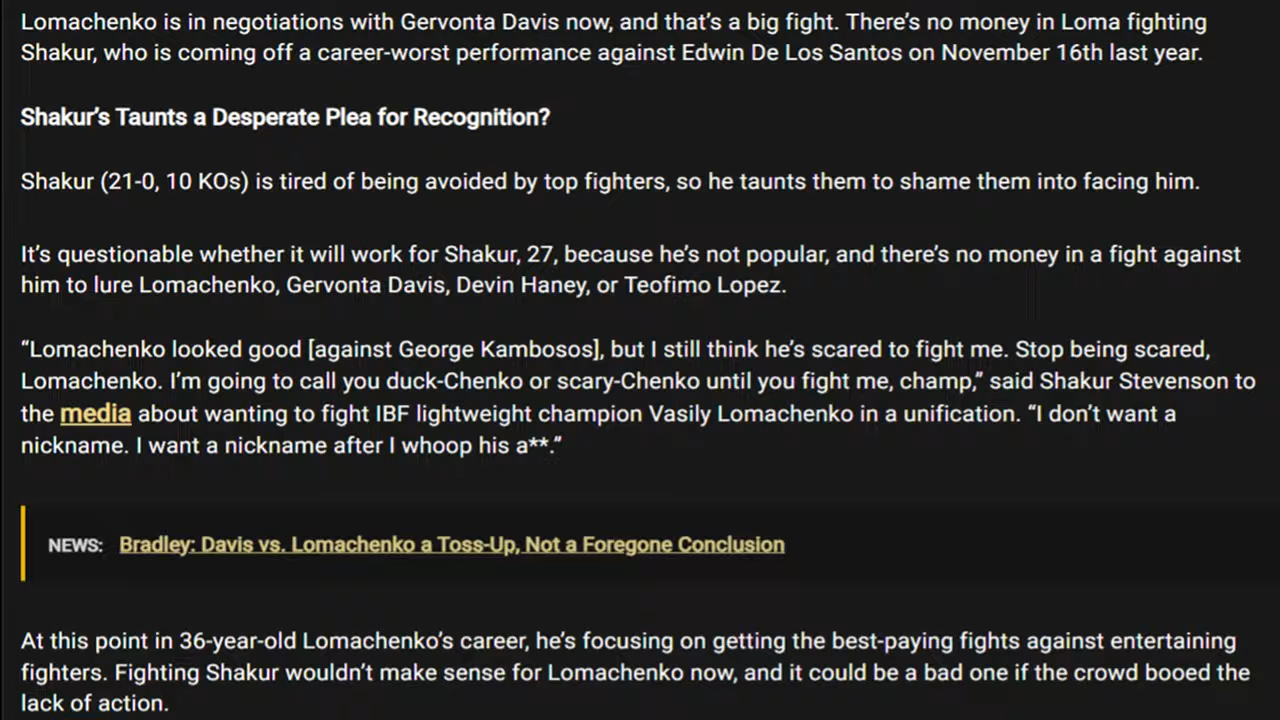 Lomachenko is in negotiations with Gervonta Davis now, and that's a big fight. There's no money in Loma fighting
Shakur, who is coming off a career-worst performance against Edwin De Los Santos on November 16th last year.
Shakur's Taunts a Desperate Plea for Recognition?
Shakur (21-0, 10 KOs) is tired of being avoided by top fighters, so he taunts them to shame them into facing him.
It's questionable whether it will work for Shakur, 27, because he's not popular, and there's no money in a fight against
him to lure Lomachenko, Gervonta Davis, Devin Haney, or Teofimo Lopez.
“Lomachenko looked good [against George Kambosos], but I still think he's scared to fight me. Stop being scared,
Lomachenko. I'm going to call you duck-Chenko or scary-Chenko until you fight me, champ,” said Shakur Stevenson to
the media about wanting to fight IBF lightweight champion Vasily Lomachenko in a unification. “I don't want a
nickname. I want a nickname after I whoop his a**.”
NEWS: Bradley: Davis vs. Lomachenko a Toss-Up, Not a Foregone Conclusion
At this point in 36-year-old Lomachenko's career, he's focusing on getting the best-paying fights against entertaining
fighters. Fighting Shakur wouldn't make sense for Lomachenko now, and it could be a bad one if the crowd booed the
lack of action.